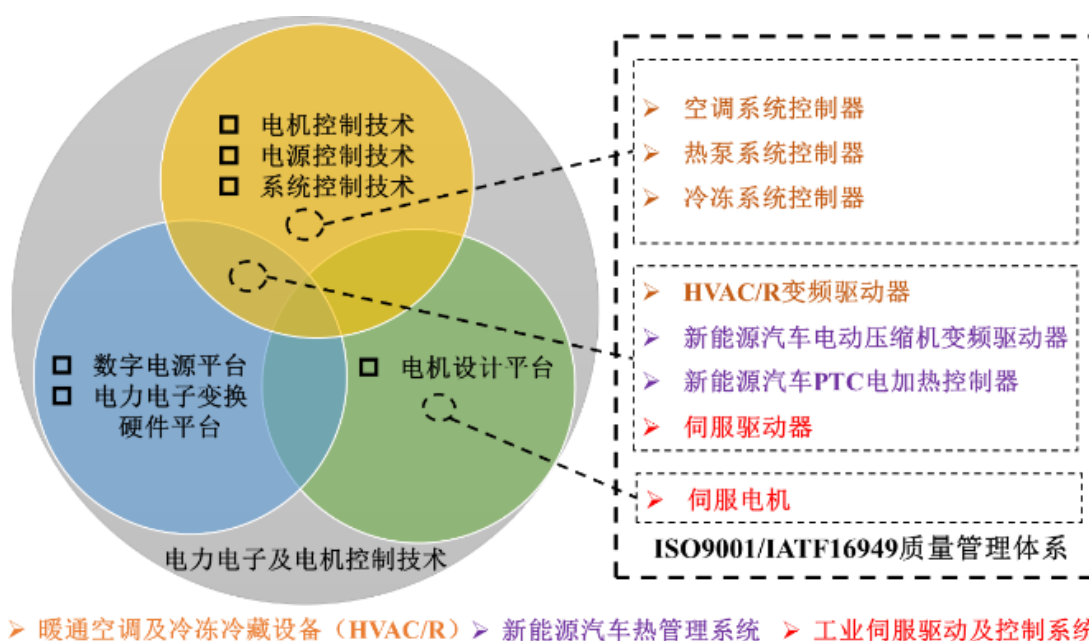 电机控制技术
电源控制技术
系统控制技术
数字电源平台
电力电子变换
硬件平台
电机设计平台
电力电子及电机控制技术
空调系统控制器
热泵系统控制器
冷冻系统控制器
HVAC/R变频驱动器
新能源汽车电动压缩机变频驱动器
新能源汽车PTC电加热控制器
伺服驱动器
伺服电机
ISO9001/IATF16949质量管理体系
暖通空调及冷冻冷藏设备（HVAC/R） 新能源汽车热管理系统 工业伺服驱动及控制系统